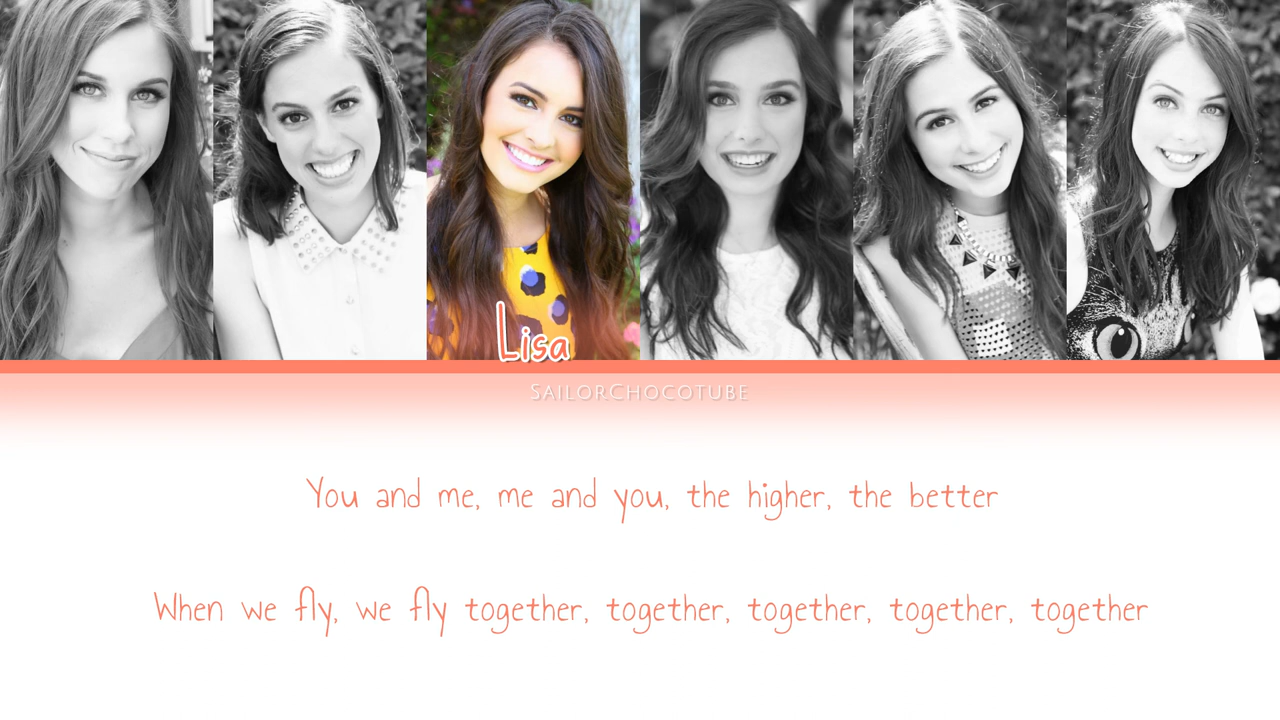 Lisa
SailorChocotube
You and me, me and you, the higher, the better
When we fly, we fly together, together, together, together, together